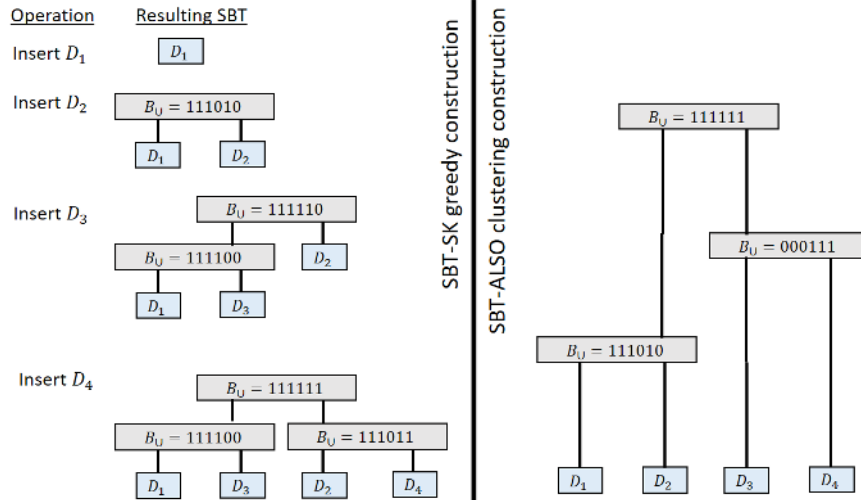 Operation Resulting SBT
Insert D₁
D₁
Insert D₂
B∪ = 111010
D₁ D₂
Insert D₃
B∪ = 111110
B∪ = 111100 D₂
D₁ D₃
Insert D₄
B∪ = 111111
B∪ = 111100 B∪ = 111011
D₁ D₃ D₂ D₄
SBT-SK greedy construction
SBT-ALSO clustering construction
B∪ = 111111
B∪ = 000111
B∪ = 111010
D₁ D₂ D₃ D₄